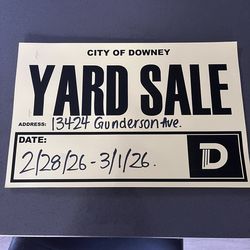 CITY OF DOWNEY
YARD SALE
ADDRESS: 13424 Gunderson Ave.
DATE:
2/28/26-3/1/26.
D